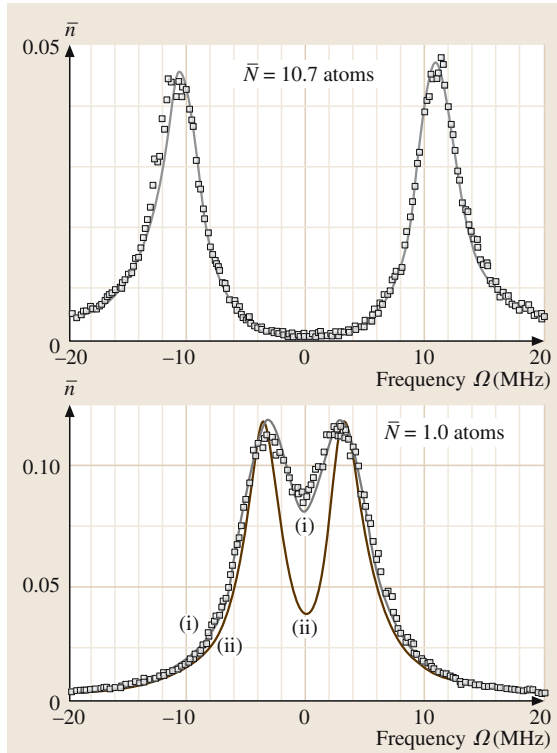 n̄
0.05
N̄ = 10.7 atoms
0
−20 −10 0 10 20
Frequency Ω (MHz)
n̄
N̄ = 1.0 atoms
0.10
(i)
0.05
(i) (ii) (ii)
0
−20 −10 0 10 20
Frequency Ω (MHz)